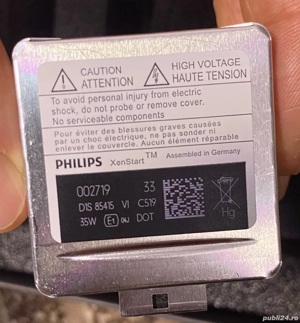 CAUTION
ATTENTION
HIGH VOLTAGE
HAUTE TENSION
To avoid personal injury from electric
shock, do not probe or remove cover.
No serviceable components
Pour éviter des blessures graves causées
par un choc électrique, ne pas sonder ni
enlever le couvercle. Aucun élément réparable
PHILIPS XenStart™ Assembled in Germany
002719 33
D1S 85415 VI C519
35W E1 DOT
Hg
publi24.ro